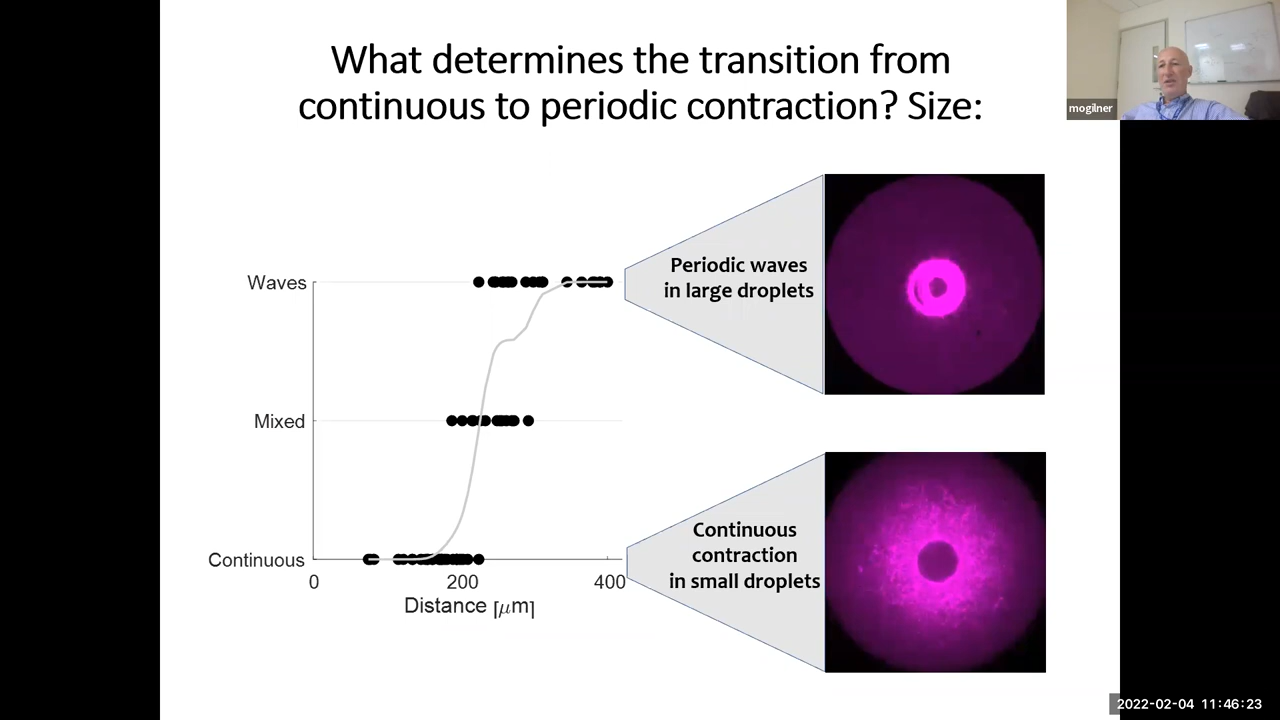 What determines the transition from
continuous to periodic contraction? Size:
mogilner
Waves
Mixed
Continuous
0
200
400
Distance [μm]
Periodic waves
in large droplets
Continuous
contraction
in small droplets
2022-02-04 11:46:23